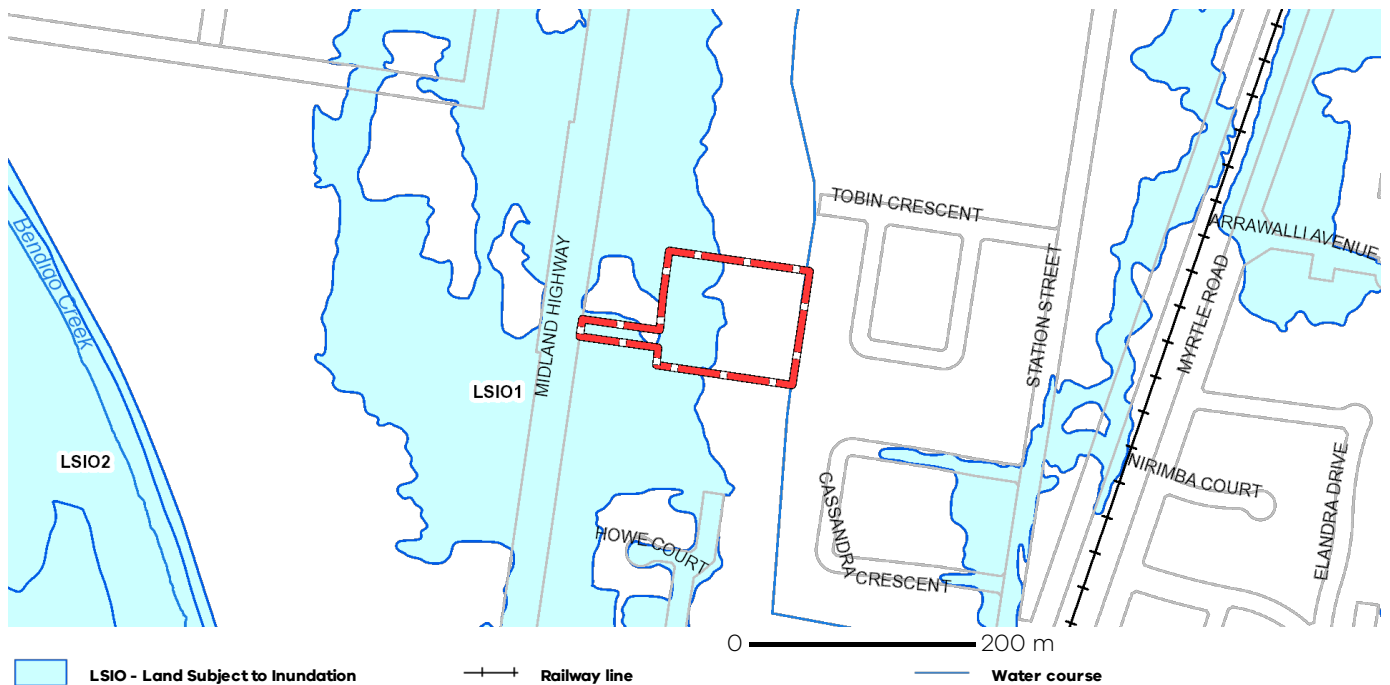 TOBIN CRESCENT
ARRAWALLI AVENUE
Bendigo Creek
MIDLAND HIGHWAY
STATION STREET
MYRTLE ROAD
LSIO1
LSIO2
CASSANDRA CRESCENT
NIRIMBA COURT
ELANDRA DRIVE
HOWE COURT
0 200 m
LSIO - Land Subject to Inundation Railway line Water course